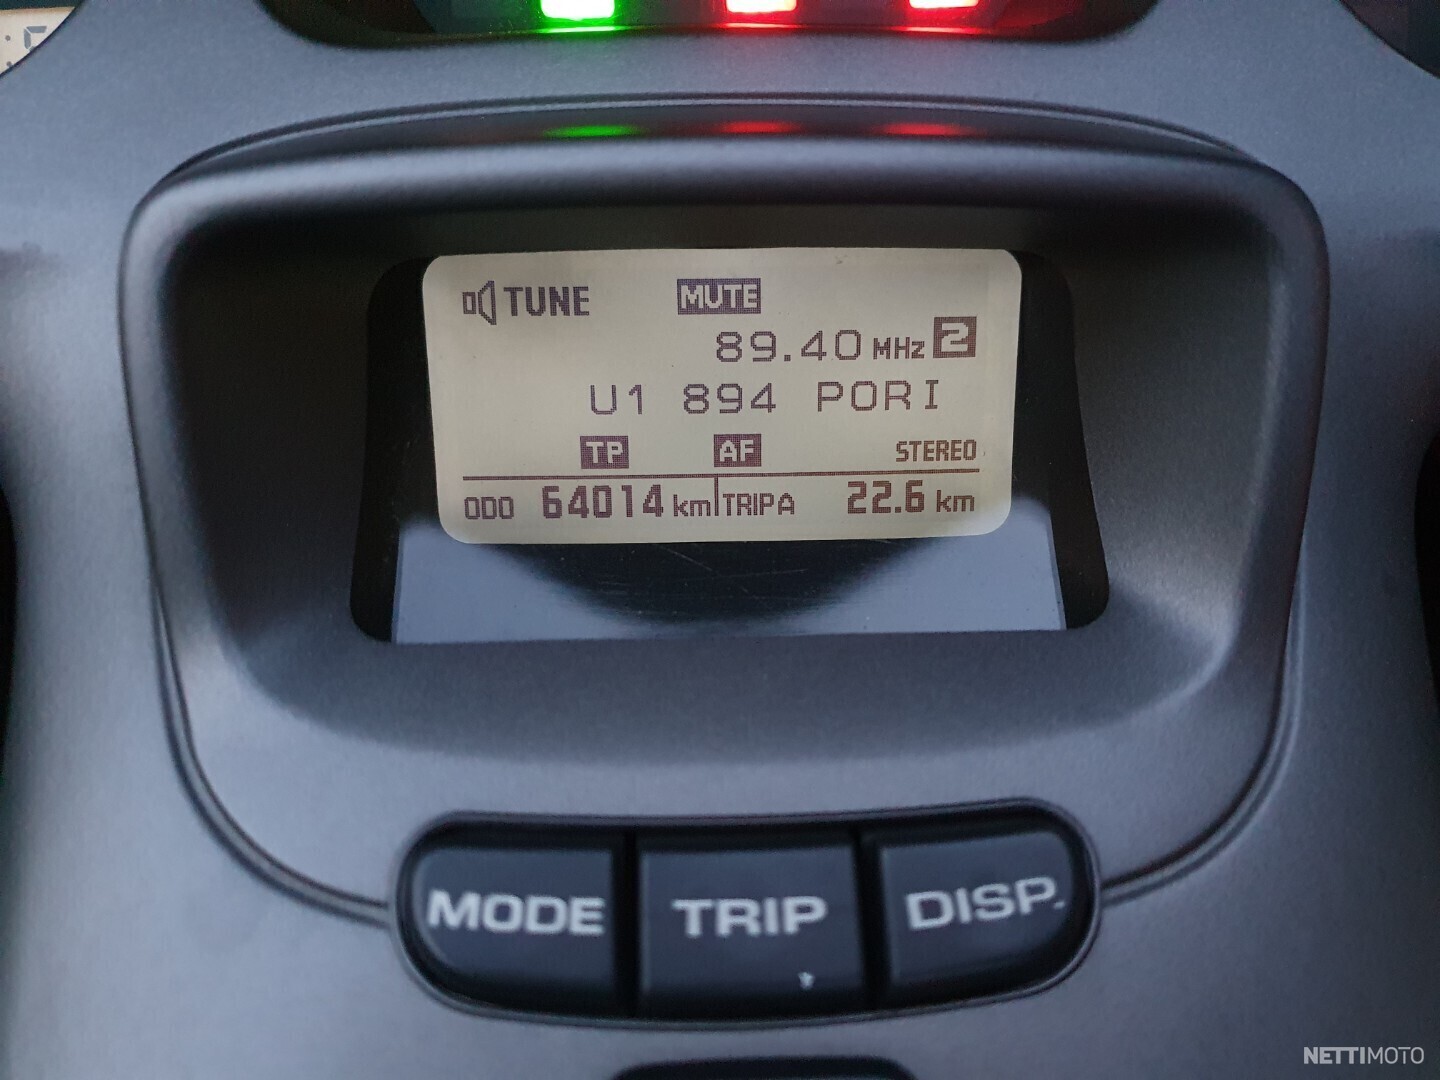 TUNE MUTE
89.40 MHz 2
U1 894 PORI
TP AF STEREO
ODO 64014 km TRIP A 22.6 km
MODE TRIP DISP.
NETTIMOTO